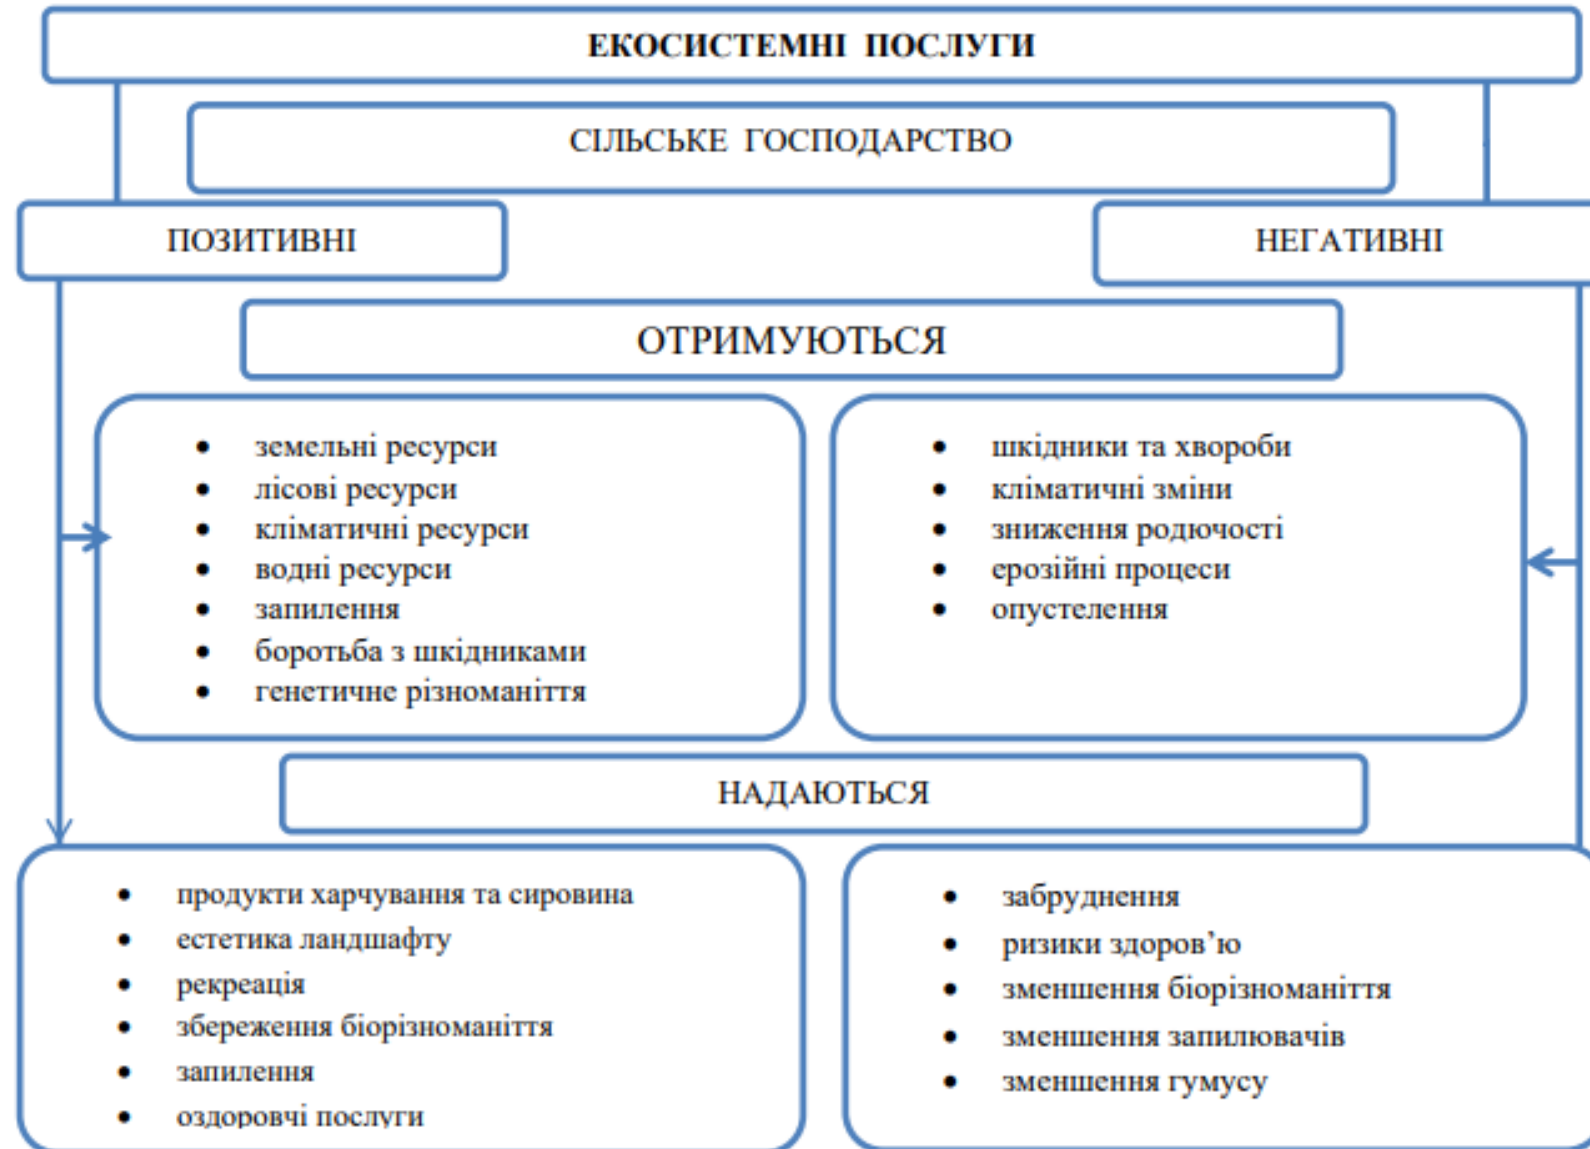 ЕКОСИСТЕМНІ ПОСЛУГИ
СІЛЬСЬКЕ ГОСПОДАРСТВО
ПОЗИТИВНІ
НЕГАТИВНІ
ОТРИМУЮТЬСЯ
• земельні ресурси
• лісові ресурси
• кліматичні ресурси
• водні ресурси
• запилення
• боротьба з шкідниками
• генетичне різноманіття
• шкідники та хвороби
• кліматичні зміни
• зниження родючості
• ерозійні процеси
• опустелення
НАДАЮТЬСЯ
• продукти харчування та сировина
• естетика ландшафту
• рекреація
• збереження біорізноманіття
• запилення
• оздоровчі послуги
• забруднення
• ризики здоров’ю
• зменшення біорізноманіття
• зменшення запилювачів
• зменшення гумусу